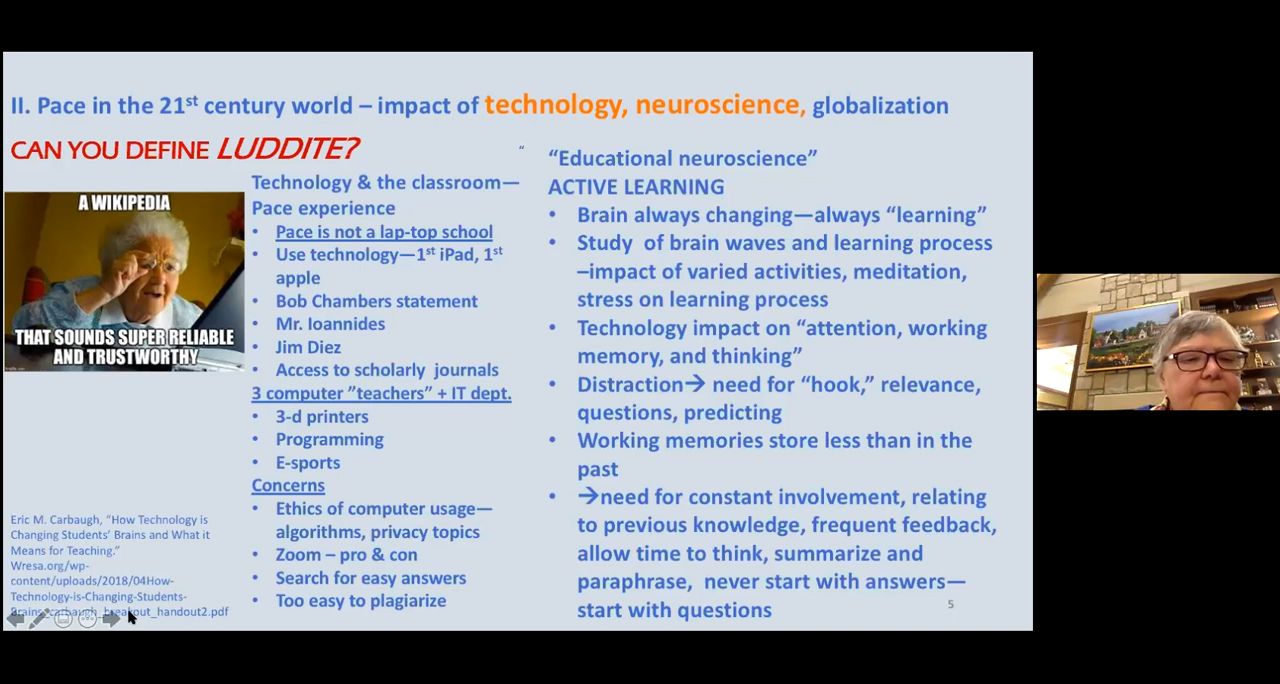 II. Pace in the 21st century world – impact of technology, neuroscience, globalization
CAN YOU DEFINE LUDDITE?
A WIKIPEDIA
THAT SOUNDS SUPER RELIABLE
AND TRUSTWORTHY
Eric M. Carbaugh, “How Technology is
Changing Students’ Brains and What it
Means for Teaching.”
Wresa.org/wp-
content/uploads/2018/04How-
Technology-is-Changing-Students-
Brains_carbaugh_breakout_handout2.pdf
“
Technology & the classroom—
Pace experience
• Pace is not a lap-top school
• Use technology—1st iPad, 1st
apple
• Bob Chambers statement
• Mr. Ioannides
• Jim Diez
• Access to scholarly journals
3 computer ”teachers” + IT dept.
• 3-d printers
• Programming
• E-sports
Concerns
• Ethics of computer usage—
algorithms, privacy topics
• Zoom – pro & con
• Search for easy answers
• Too easy to plagiarize
“Educational neuroscience”
ACTIVE LEARNING
• Brain always changing—always “learning”
• Study of brain waves and learning process
–impact of varied activities, meditation,
stress on learning process
• Technology impact on “attention, working
memory, and thinking”
• Distraction→ need for “hook,” relevance,
questions, predicting
• Working memories store less than in the
past
• →need for constant involvement, relating
to previous knowledge, frequent feedback,
allow time to think, summarize and
paraphrase, never start with answers—
start with questions
5